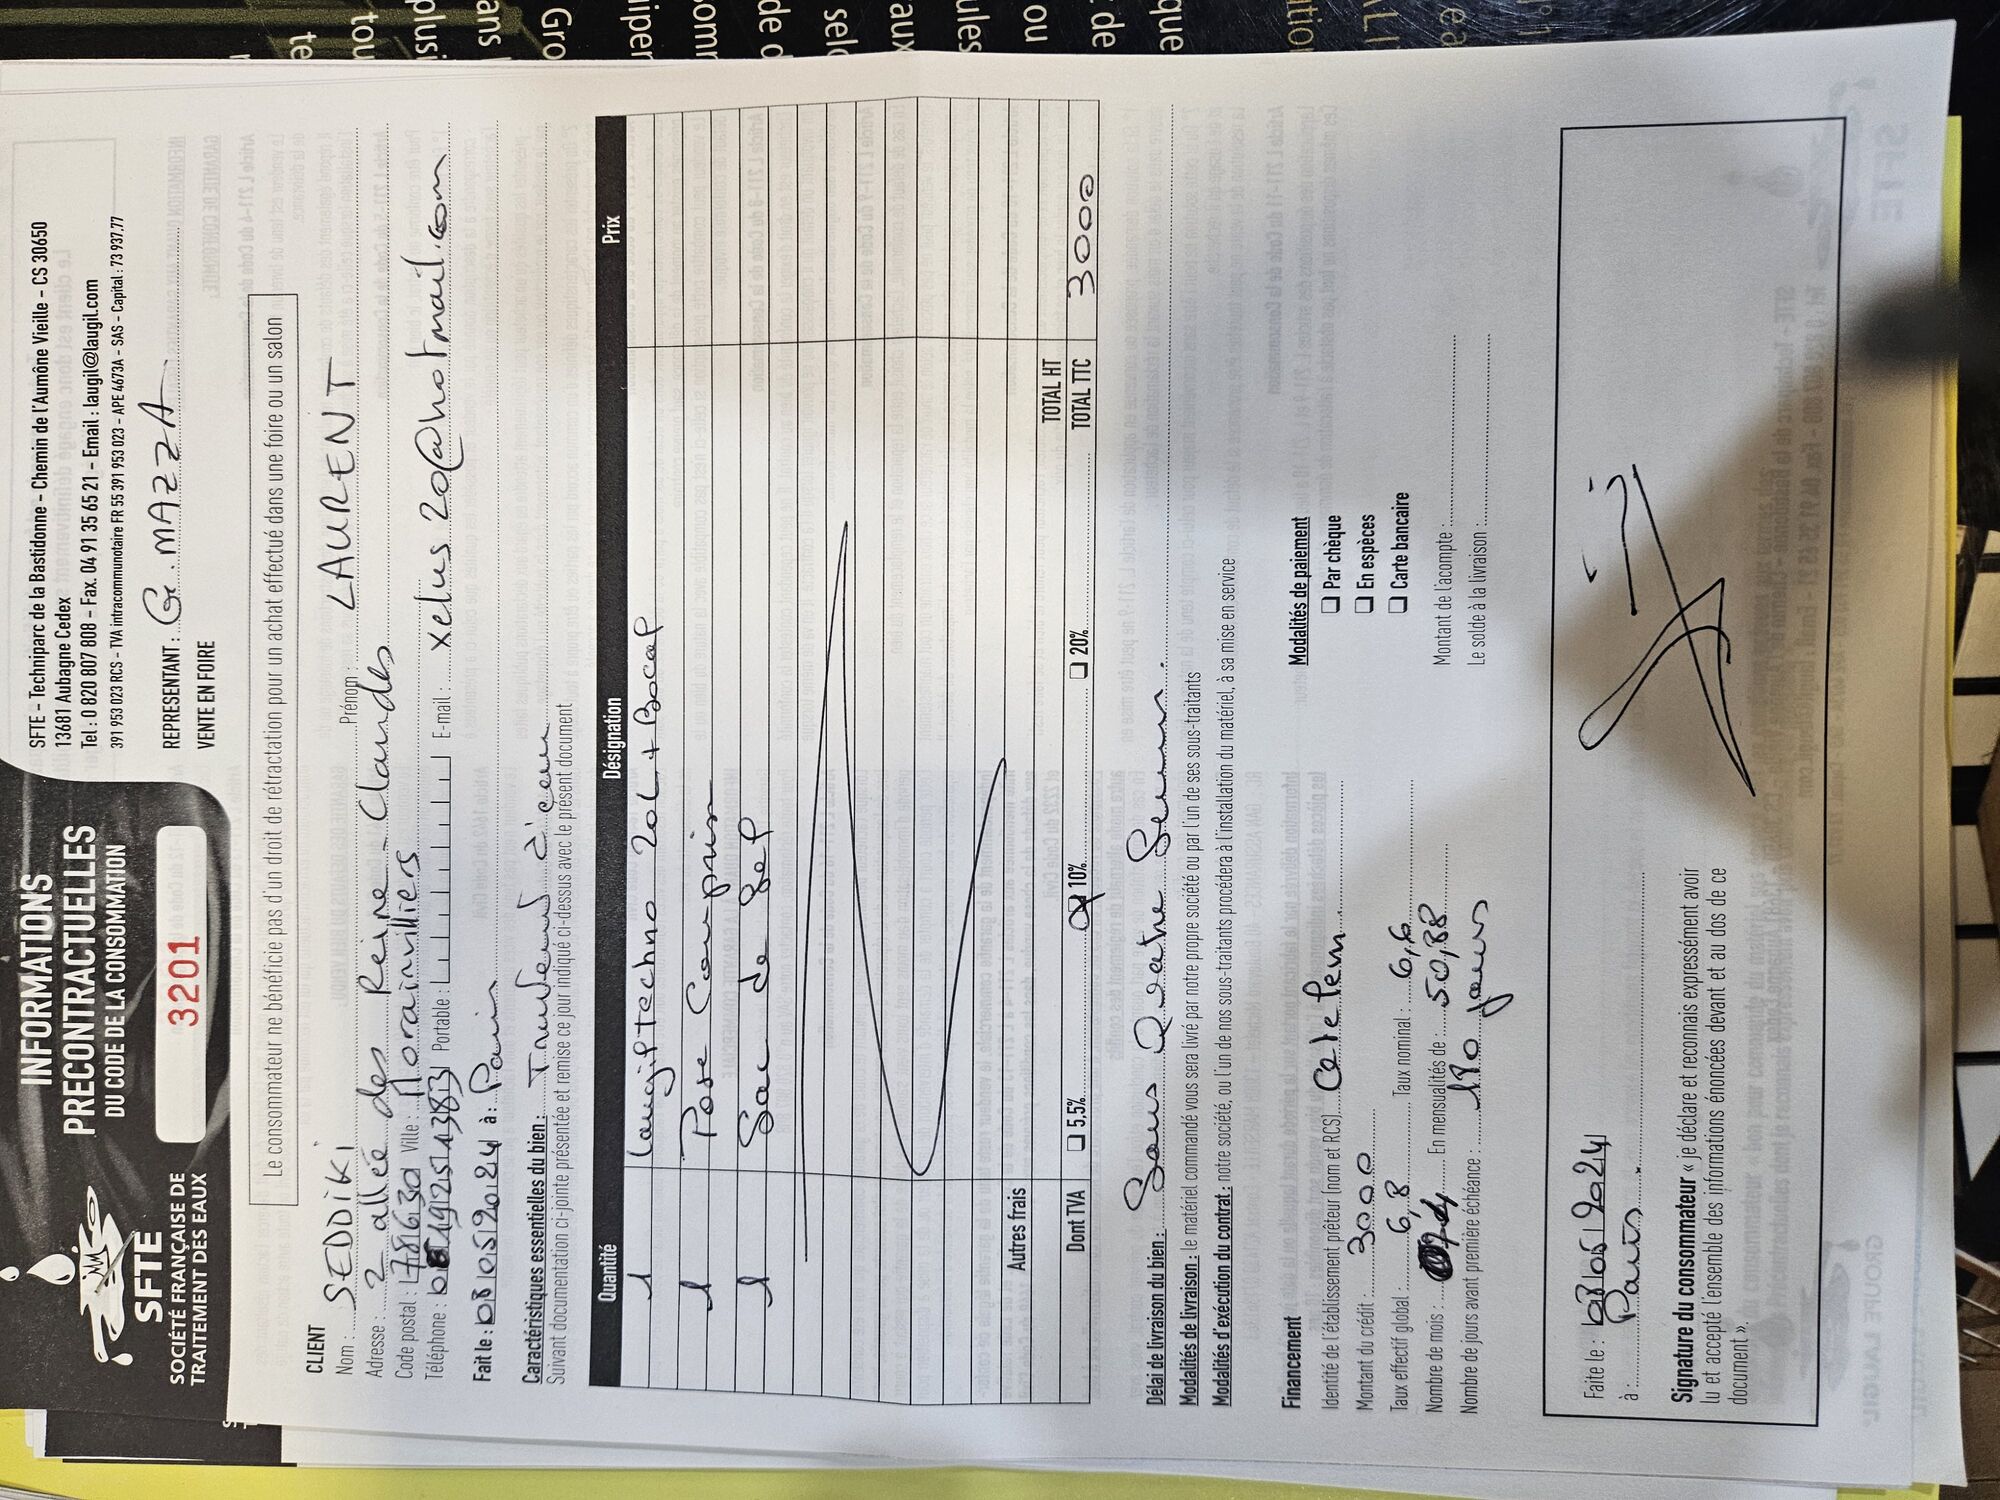 INFORMATIONS
PRECONTRACTUELLES
DU CODE DE LA CONSOMMATION
32201
SFTE
SOCIÉTÉ FRANÇAISE DE
TRAITEMENT DES EAUX
SFTE – Techniparc de la Bastidonne – Chemin de l'Aumône Vieille – CS 30650
13681 Aubagne Cedex
Tel : 0 820 807 808 – Fax. 04 91 35 65 21 – Email : laugil@laugil.com
391 953 023 RCS – TVA intracommunotaire FR 55 391 953 023 – APE 4673A – SAS – Capital : 73 937,77
REPRESENTANT : G. MAZZA
VENTE EN FOIRE
Le consommateur ne bénéficie pas d'un droit de rétractation pour un achat effectué dans une foire ou un salon
CLIENT
Nom : SEDDIKI Prénom : LAURENT
Adresse : 2 allée des Reine-Claudes
Code postal : 78630 Ville : Morainvilliers
Téléphone : Portable : E-mail : xelus20@hotmail.com
Fait le : 08052024 à : Paris
Caractéristiques essentielles du bien :
Suivant documentation ci-jointe présentée et remise ce jour indiqué ci-dessus avec le présent document
Quantité Désignation Prix
1 Laugiltechno 20L + Bocal
1 Pose Compris
1 Sac de Sel
Autres frais TOTAL HT
Dont TVA 5,5% 10% 20% TOTAL TTC 3000
Délai de livraison du bien : Sous Quatre Semaines.
Modalités de livraison : le matériel commandé vous sera livré par notre propre société ou par l'un de ses sous-traitants
Modalités d'exécution du contrat : notre société, ou l'un de nos sous-traitants procédera à l'installation du matériel, à sa mise en service
Financement
Identité de l'établissement prêteur (nom et RCS) Cetelem
Montant du crédit : 3000
Taux effectif global : 6,8 Taux nominal : 6,6
Nombre de mois : En mensualités de : 50,88
Nombre de jours avant première échéance : 180 jours
Modalités de paiement
Par chèque
En espèces
Carte bancaire
Montant de l'acompte :
Le solde à la livraison :
Faite le : 08052024
à : Paris
Signature du consommateur « je déclare et reconnais expressément avoir
lu et accepté l'ensemble des informations énoncées devant et au dos de ce
document ».